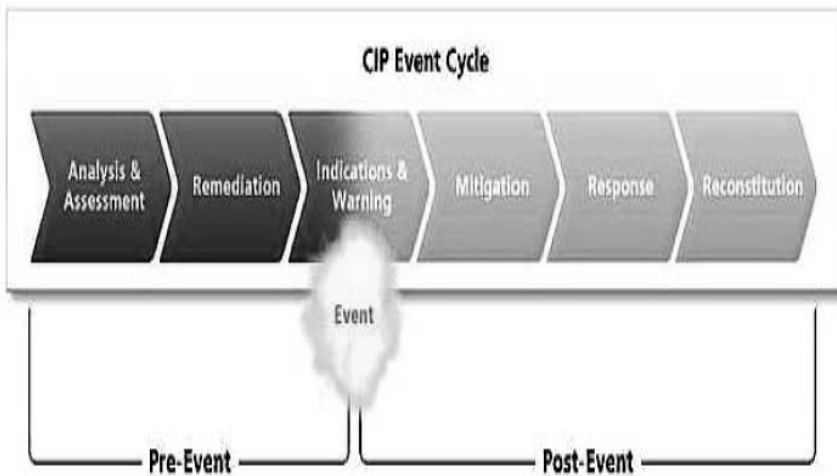 CIP Event Cycle
Analysis &
Assessment
Remediation
Indications &
Warning
Mitigation
Response
Reconstitution
Event
Pre-Event
Post-Event